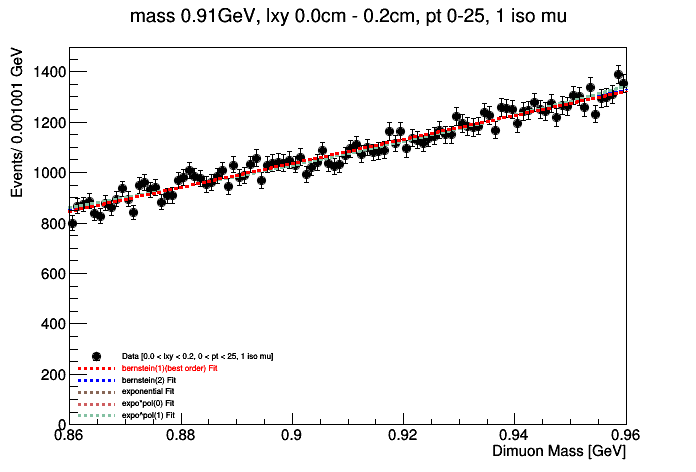 mass 0.91GeV, lxy 0.0cm - 0.2cm, pt 0-25, 1 iso mu
Events/ 0.001001 GeV
1400
1200
1000
800
600
400
200
0
Data [0.0 < lxy < 0.2, 0 < pt < 25, 1 iso mu]
bernstein(1)(best order) Fit
bernstein(2) Fit
exponential Fit
expo*pol(0) Fit
expo*pol(1) Fit
0.86 0.88 0.9 0.92 0.94 0.96
Dimuon Mass [GeV]